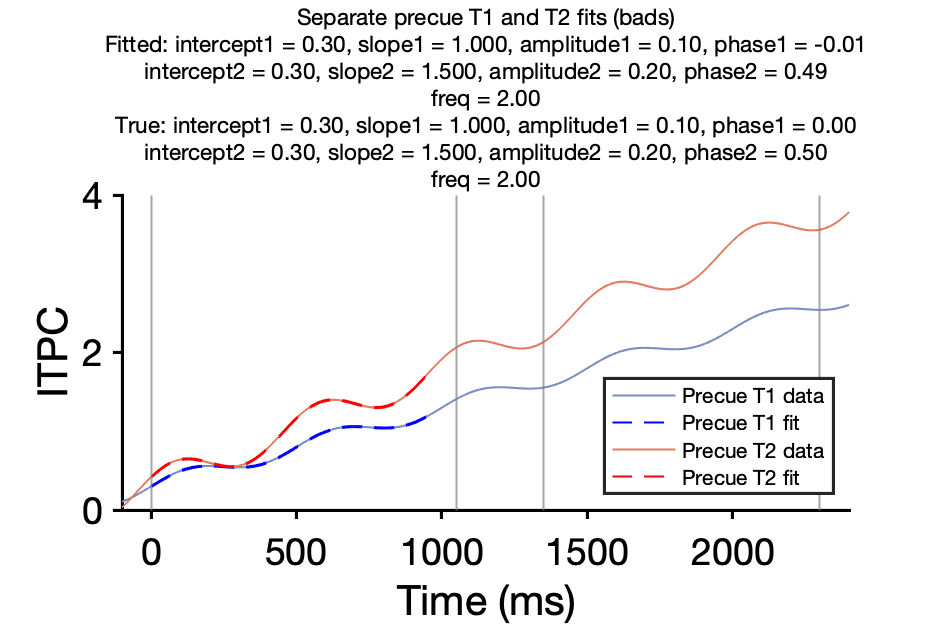 Separate precue T1 and T2 fits (bads)
Fitted: intercept1 = 0.30, slope1 = 1.000, amplitude1 = 0.10, phase1 = -0.01
intercept2 = 0.30, slope2 = 1.500, amplitude2 = 0.20, phase2 = 0.49
freq = 2.00
True: intercept1 = 0.30, slope1 = 1.000, amplitude1 = 0.10, phase1 = 0.00
intercept2 = 0.30, slope2 = 1.500, amplitude2 = 0.20, phase2 = 0.50
freq = 2.00
4
2
0
ITPC
Precue T1 data
Precue T1 fit
Precue T2 data
Precue T2 fit
0 500 1000 1500 2000
Time (ms)